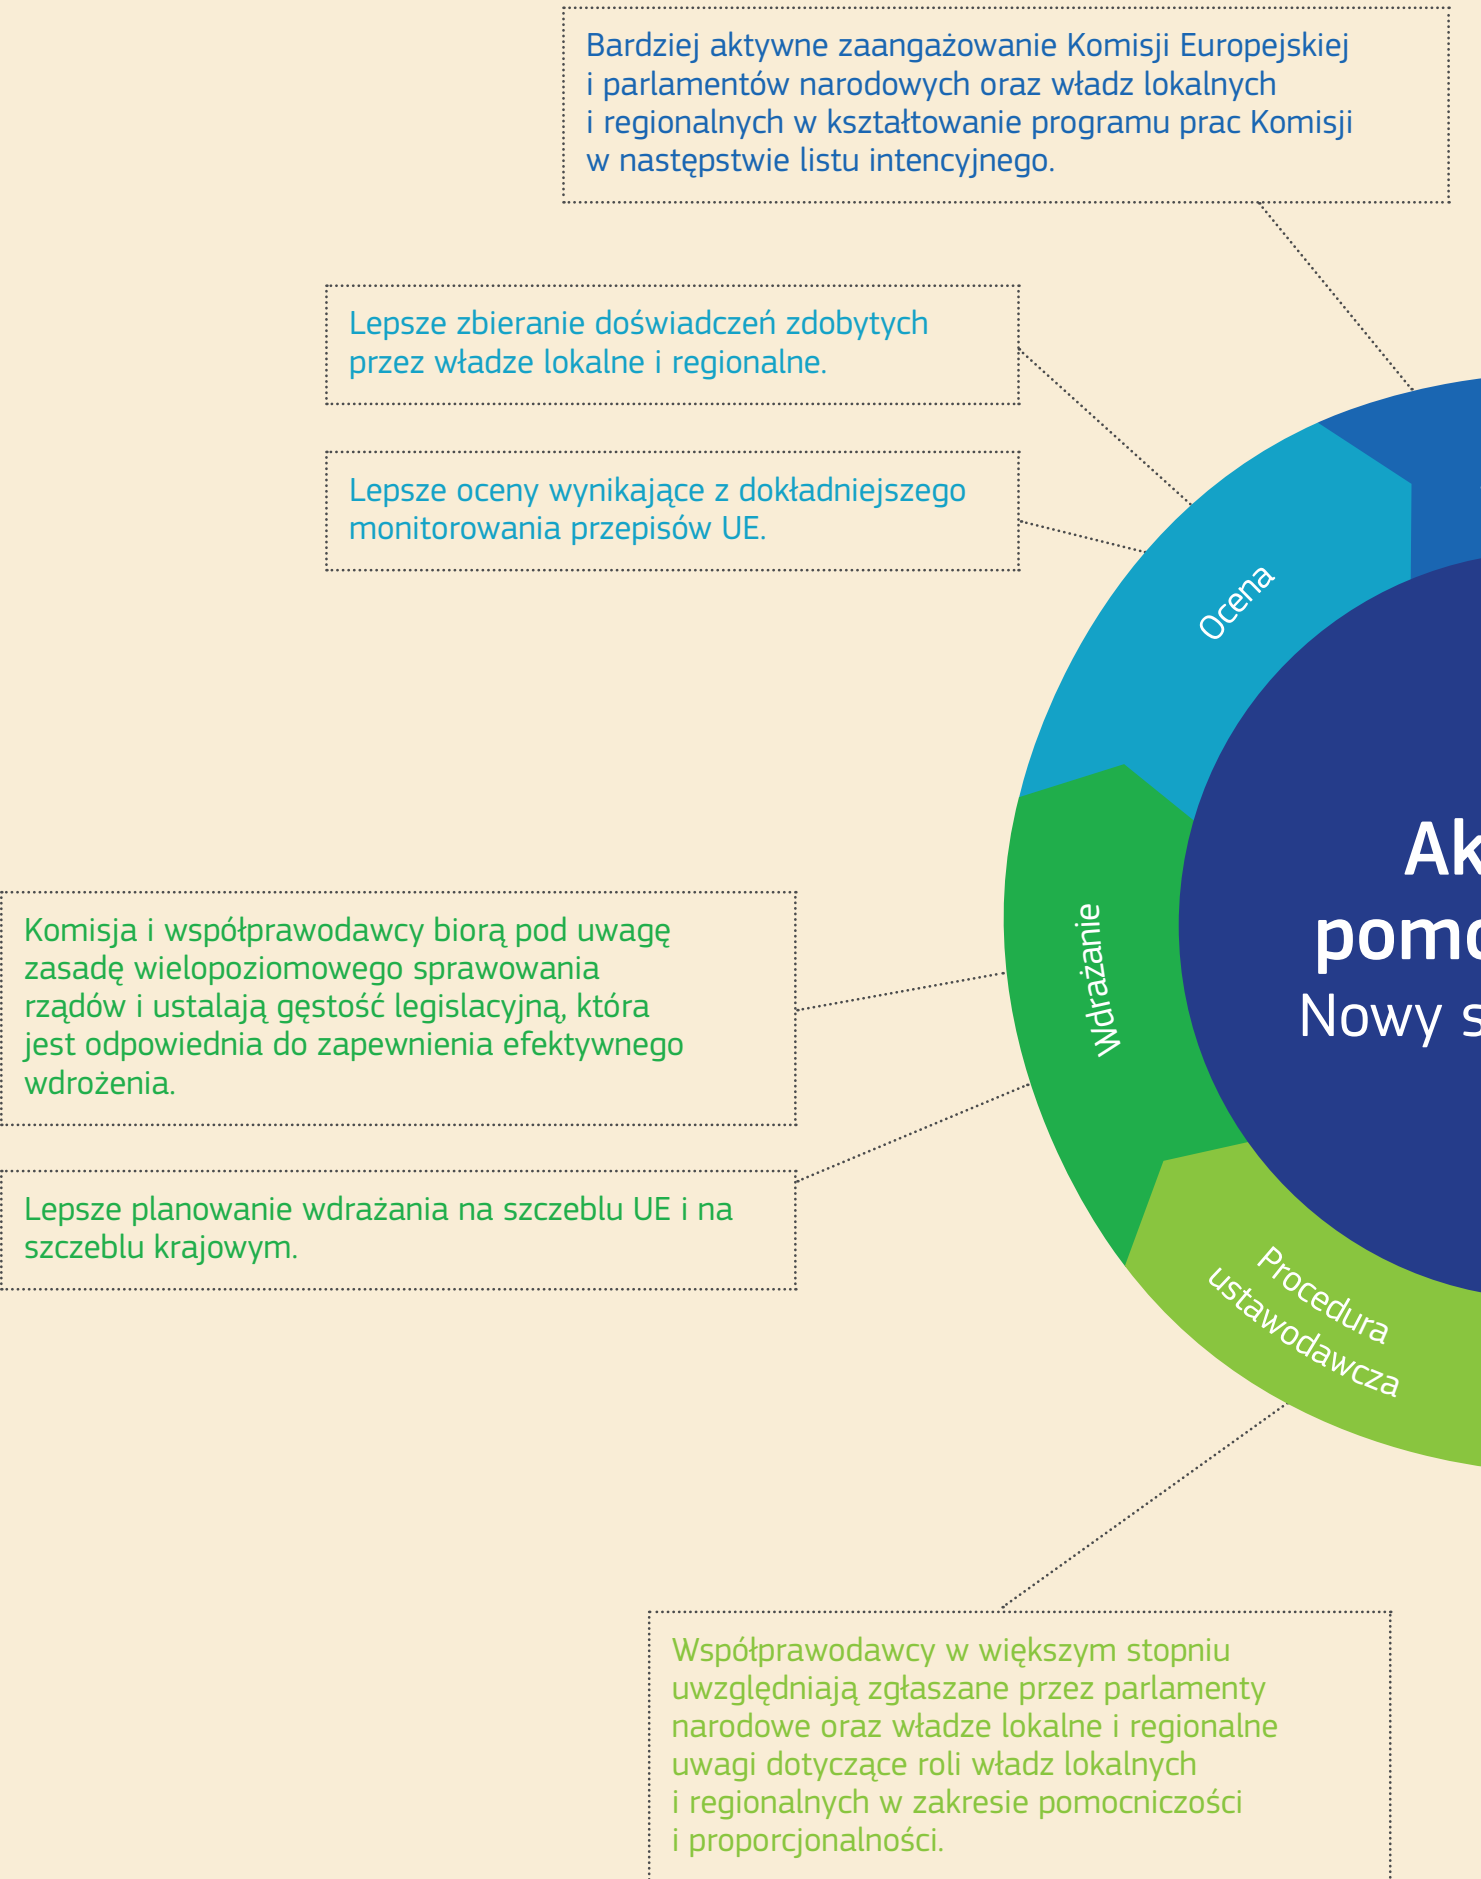 Bardziej aktywne zaangażowanie Komisji Europejskiej
i parlamentów narodowych oraz władz lokalnych
i regionalnych w kształtowanie programu prac Komisji
w następstwie listu intencyjnego.
Lepsze zbieranie doświadczeń zdobytych
przez władze lokalne i regionalne.
Lepsze oceny wynikające z dokładniejszego
monitorowania przepisów UE.
Ocena
Ak
pomo
Nowy s
Wdrażanie
Komisja i współprawodawcy biorą pod uwagę
zasadę wielopoziomowego sprawowania
rządów i ustalają gęstość legislacyjną, która
jest odpowiednia do zapewnienia efektywnego
wdrożenia.
Lepsze planowanie wdrażania na szczeblu UE i na
szczeblu krajowym.
Procedura
ustawodawcza
Współprawodawcy w większym stopniu
uwzględniają zgłaszane przez parlamenty
narodowe oraz władze lokalne i regionalne
uwagi dotyczące roli władz lokalnych
i regionalnych w zakresie pomocniczości
i proporcjonalności.